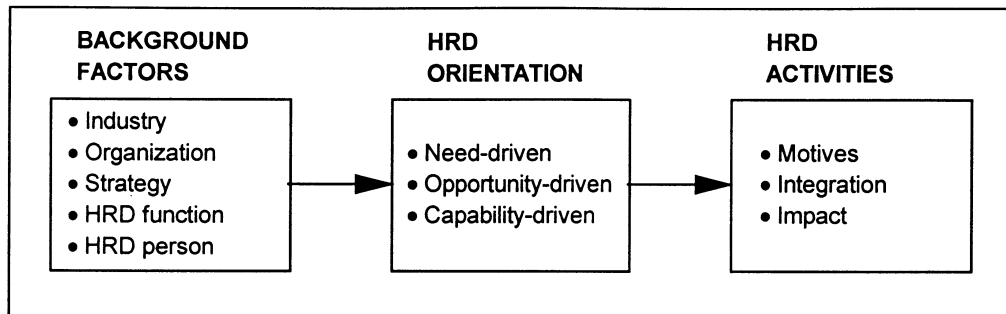 BACKGROUND
FACTORS
• Industry
• Organization
• Strategy
• HRD function
• HRD person
HRD
ORIENTATION
• Need-driven
• Opportunity-driven
• Capability-driven
HRD
ACTIVITIES
• Motives
• Integration
• Impact